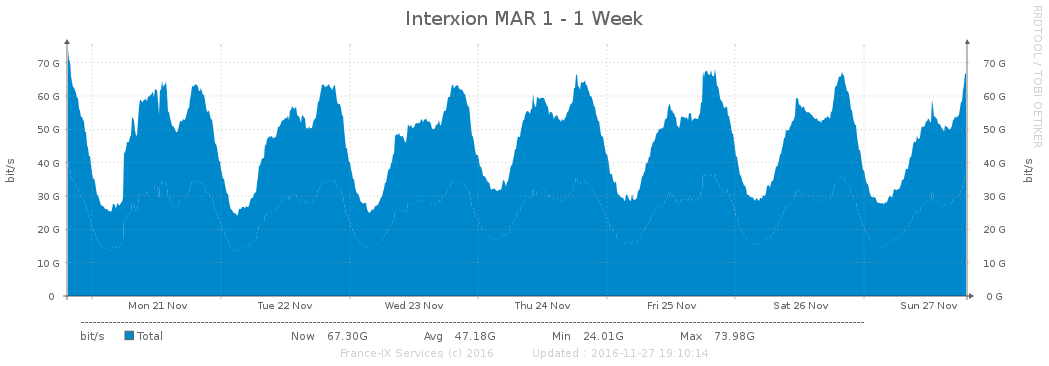 Interxion MAR 1 - 1 Week
RRDTOOL / TOBI OETIKER
bit/s
70 G 70 G
60 G 60 G
50 G 50 G
40 G 40 G
30 G 30 G
20 G 20 G
10 G 10 G
0 0 G
bit/s
Mon 21 Nov Tue 22 Nov Wed 23 Nov Thu 24 Nov Fri 25 Nov Sat 26 Nov Sun 27 Nov
bit/s Total Now 67.30G Avg 47.18G Min 24.01G Max 73.98G
France-IX Services (c) 2016 Updated : 2016-11-27 19:10:14